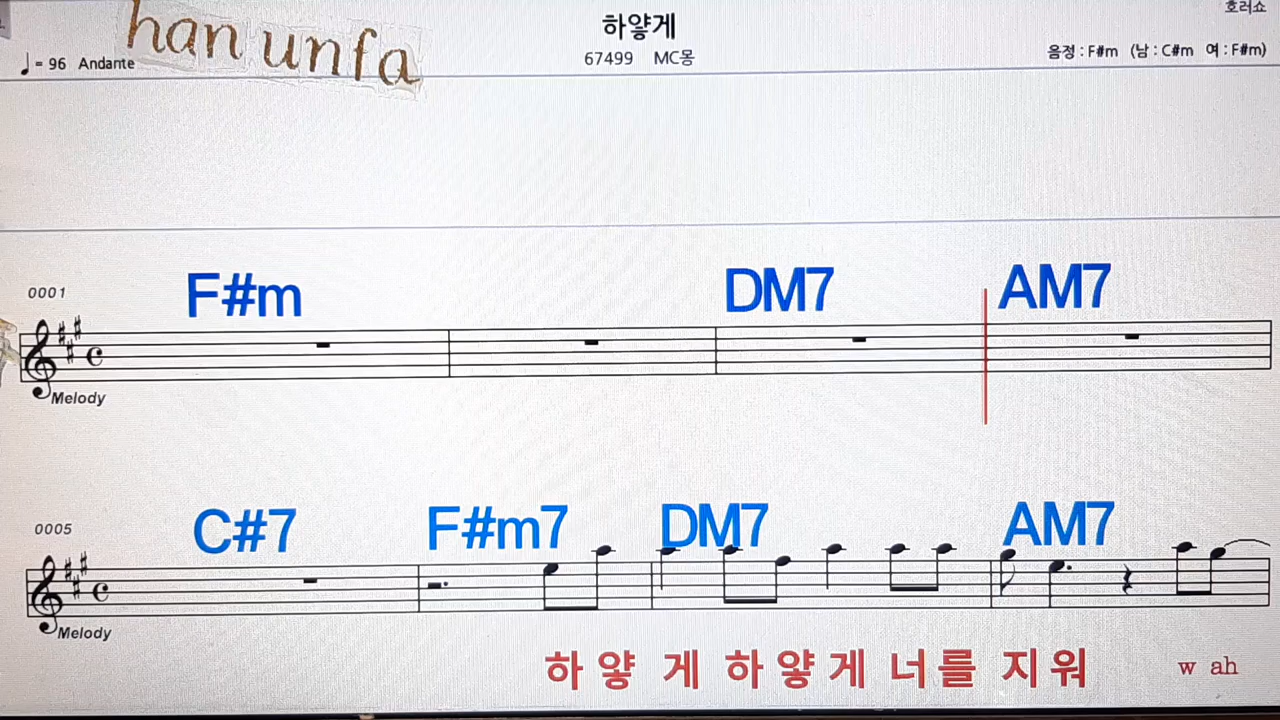 호러쇼
han unfa
하얗게
♩ = 96 Andante
67499 MC몽
음정 : F#m (남 : C#m 여 : F#m)
0001
F#m DM7 AM7
Melody
0005
C#7 F#m7 DM7 AM7
Melody
하 얗 게 하 얗 게 너 를 지 워 w ah